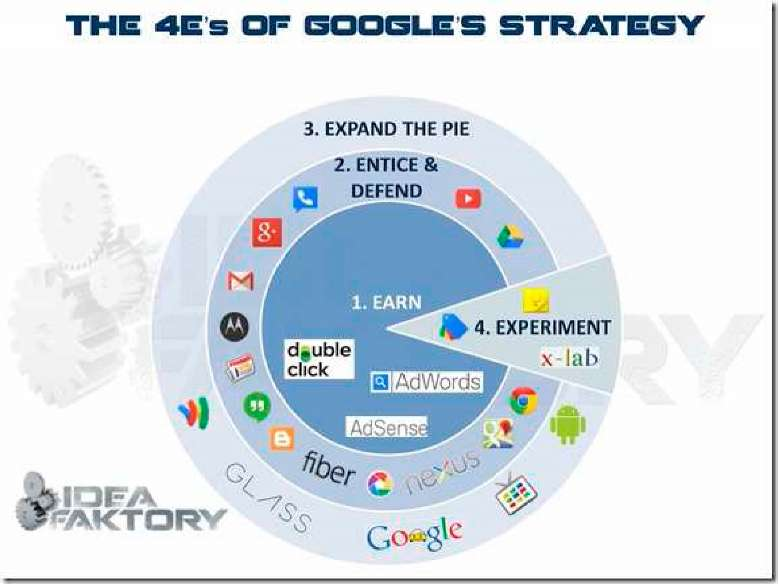 THE 4E's OF GOOGLE'S STRATEGY
3. EXPAND THE PIE
2. ENTICE &
DEFEND
8+
1. EARN
4. EXPERIMENT
double
click
x-lab
AdWords
AdSense
fiber
nexus
GLASS
Google
IDEA
FAKTORY